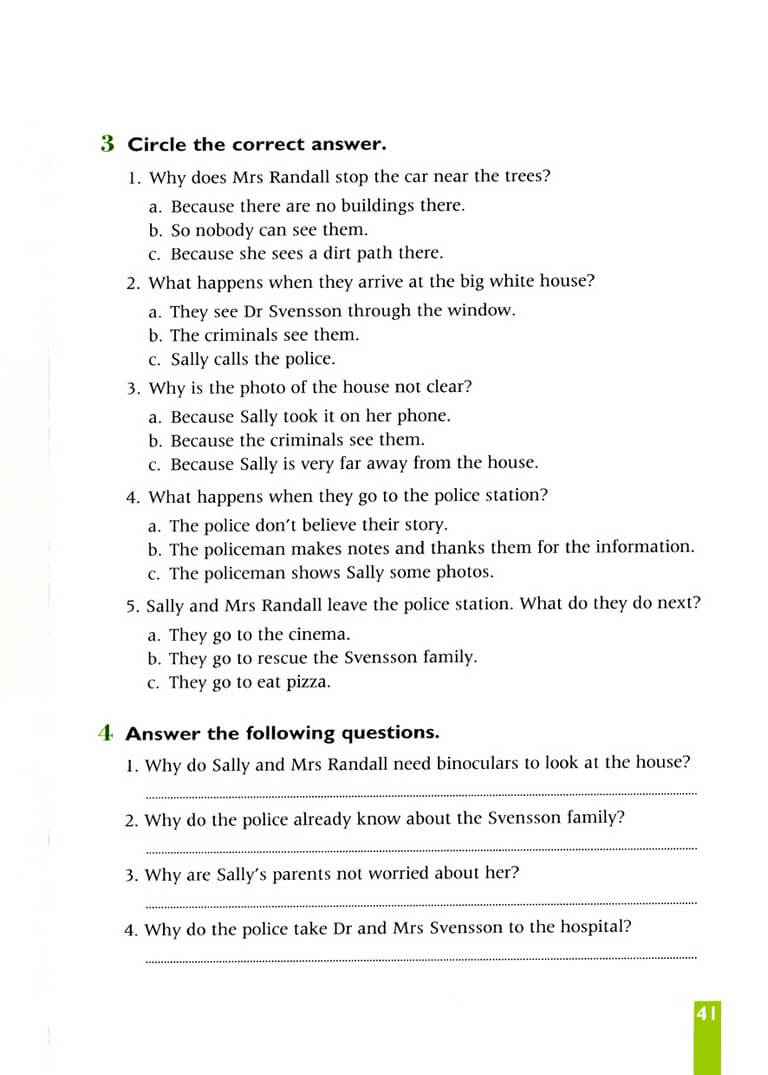 3 Circle the correct answer.
1. Why does Mrs Randall stop the car near the trees?
a. Because there are no buildings there.
b. So nobody can see them.
c. Because she sees a dirt path there.
2. What happens when they arrive at the big white house?
a. They see Dr Svensson through the window.
b. The criminals see them.
c. Sally calls the police.
3. Why is the photo of the house not clear?
a. Because Sally took it on her phone.
b. Because the criminals see them.
c. Because Sally is very far away from the house.
4. What happens when they go to the police station?
a. The police don't believe their story.
b. The policeman makes notes and thanks them for the information.
c. The policeman shows Sally some photos.
5. Sally and Mrs Randall leave the police station. What do they do next?
a. They go to the cinema.
b. They go to rescue the Svensson family.
c. They go to eat pizza.
4 Answer the following questions.
1. Why do Sally and Mrs Randall need binoculars to look at the house?
2. Why do the police already know about the Svensson family?
3. Why are Sally's parents not worried about her?
4. Why do the police take Dr and Mrs Svensson to the hospital?
41